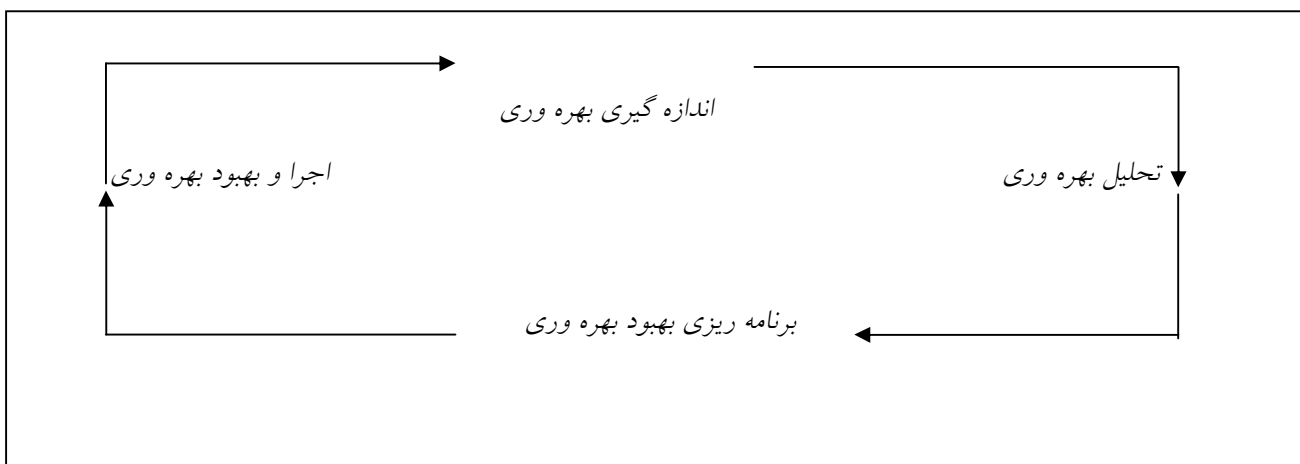 اندازه گیری بهره وری
تحلیل بهره وری
اجرا و بهبود بهره وری
برنامه ریزی بهبود بهره وری